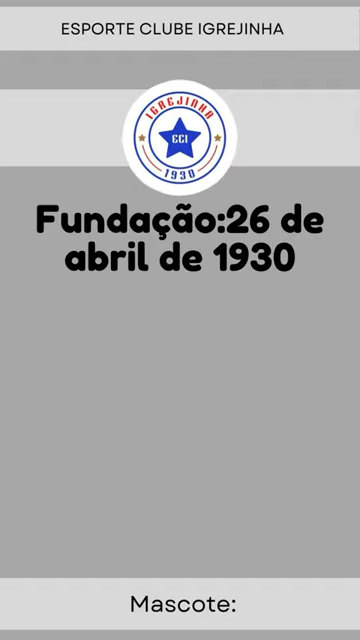 ESPORTE CLUBE IGREJINHA
IGREJINHA
ECI
1930
Fundação:26 de
abril de 1930
Mascote: